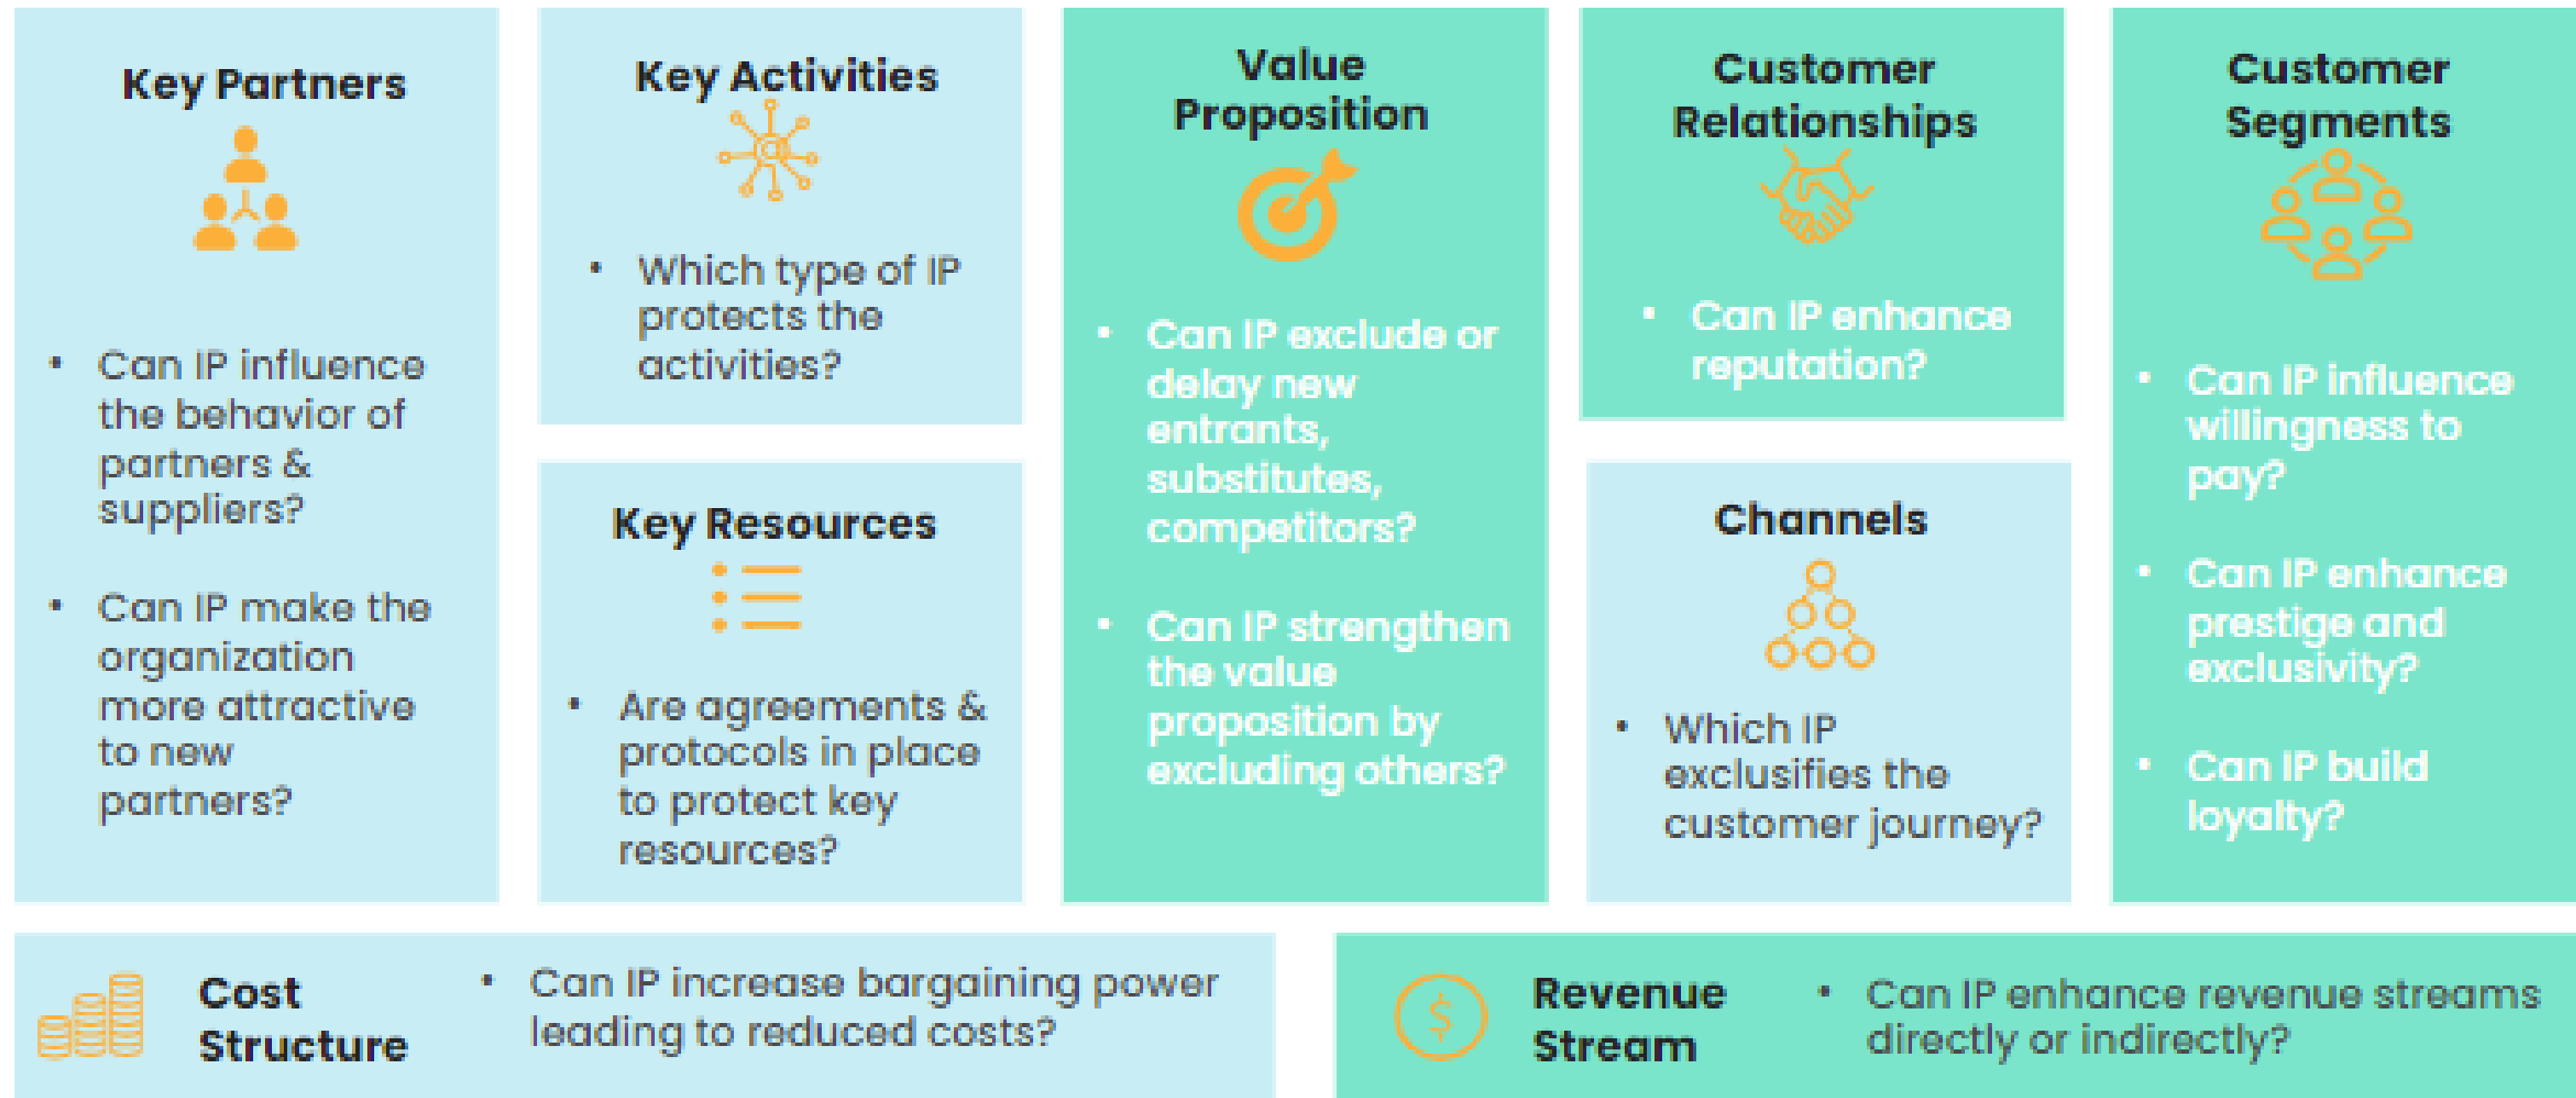 Key Partners
• Can IP influence
the behavior of
partners &
suppliers?
• Can IP make the
organization
more attractive
to new
partners?
Key Activities
• Which type of IP
protects the
activities?
Key Resources
• Are agreements &
protocols in place
to protect key
resources?
Value
Proposition
• Can IP exclude or
delay new
entrants,
substitutes,
competitors?
• Can IP strengthen
the value
proposition by
excluding others?
Customer
Relationships
• Can IP enhance
reputation?
Channels
• Which IP
exclusifies the
customer journey?
Customer
Segments
• Can IP influence
willingness to
pay?
• Can IP enhance
prestige and
exclusivity?
• Can IP build
loyalty?
Cost
Structure
• Can IP increase bargaining power
leading to reduced costs?
$
Revenue
Stream
• Can IP enhance revenue streams
directly or indirectly?